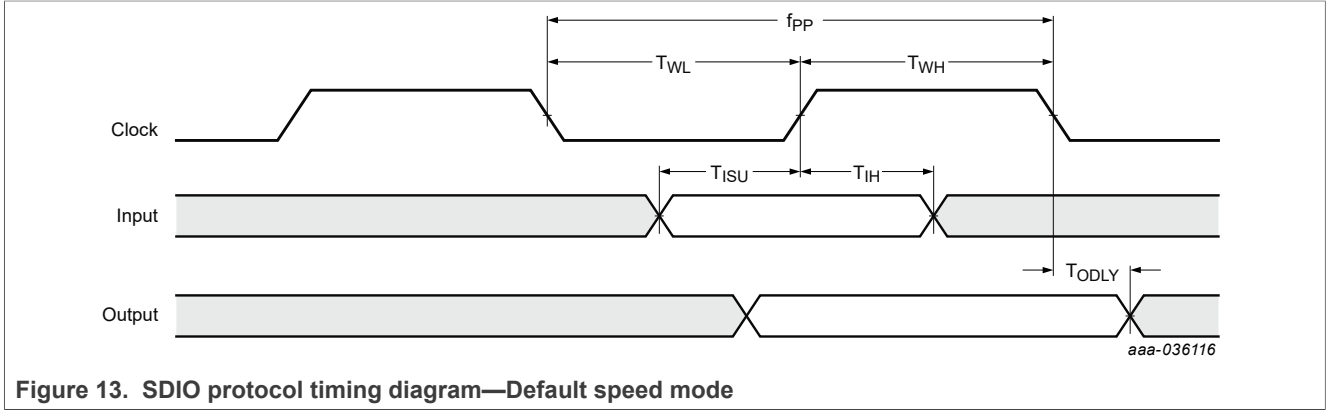 fPP
TWL
TWH
Clock
TISU
TIH
Input
TODLY
Output
aaa-036116
Figure 13. SDIO protocol timing diagram—Default speed mode